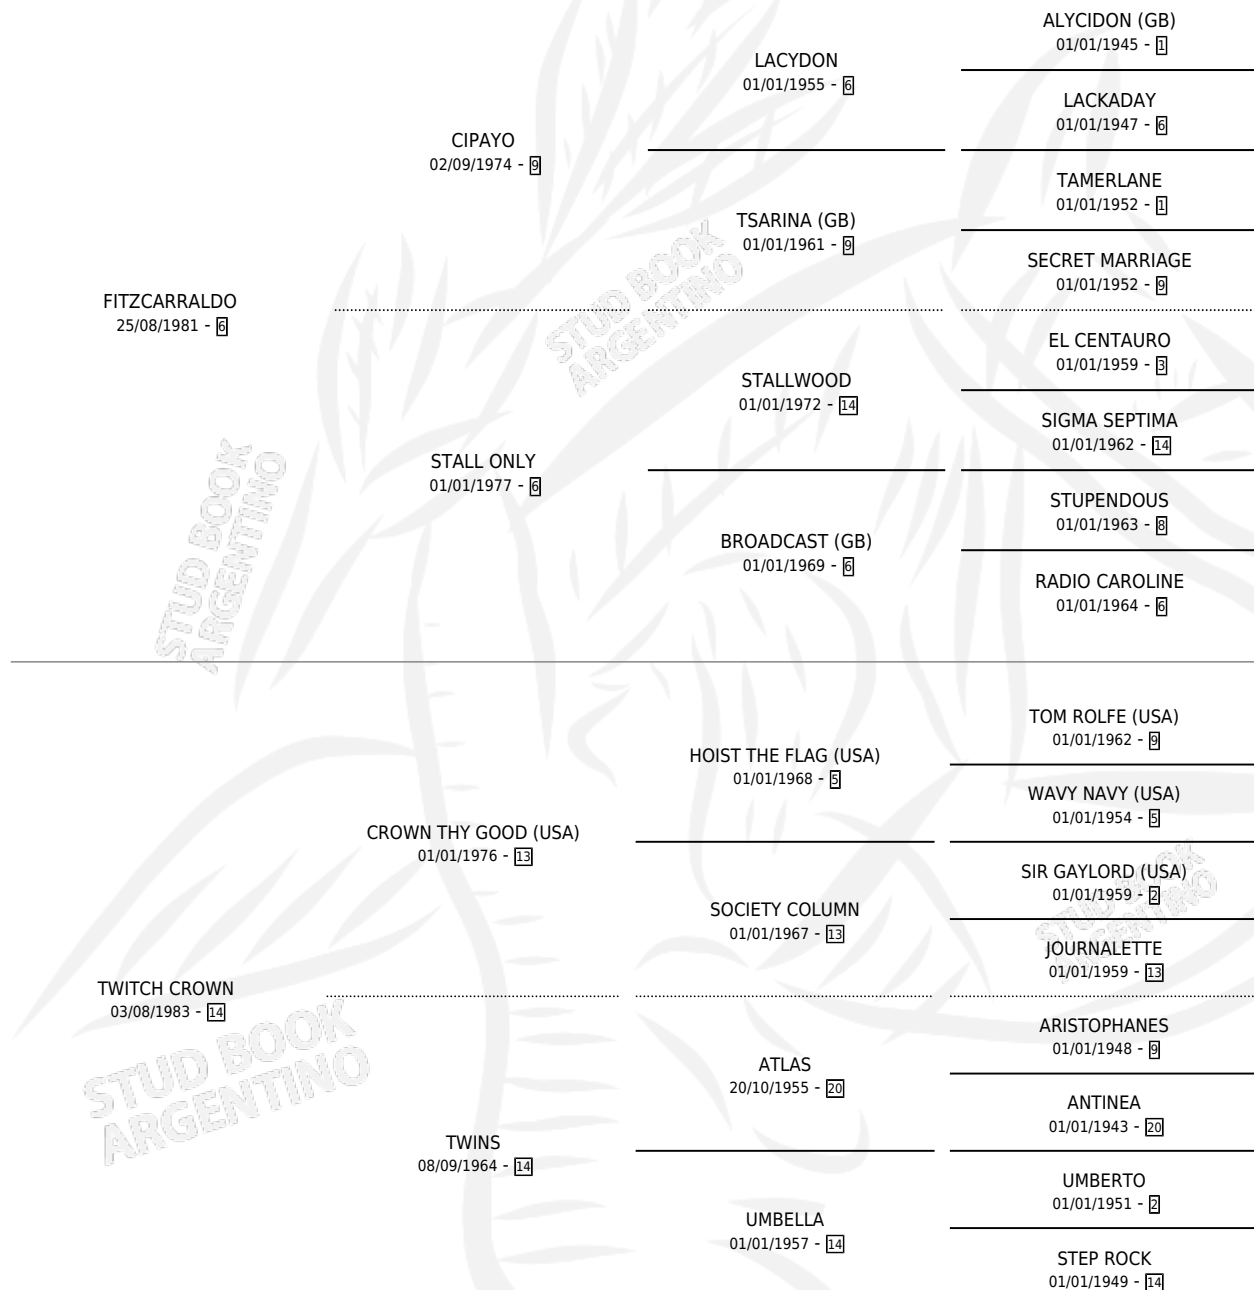 ALYCIDON (GB)
01/01/1945 - 1
LACYDON
01/01/1955 - 6
LACKADAY
01/01/1947 - 6
CIPAYO
02/09/1974 - 9
TAMERLANE
01/01/1952 - 1
TSARINA (GB)
01/01/1961 - 9
SECRET MARRIAGE
01/01/1952 - 9
FITZCARRALDO
25/08/1981 - 6
EL CENTAURO
01/01/1959 - 3
STALLWOOD
01/01/1972 - 14
SIGMA SEPTIMA
01/01/1962 - 14
STALL ONLY
01/01/1977 - 6
STUPENDOUS
01/01/1963 - 8
BROADCAST (GB)
01/01/1969 - 6
RADIO CAROLINE
01/01/1964 - 6
TOM ROLFE (USA)
01/01/1962 - 9
HOIST THE FLAG (USA)
01/01/1968 - 5
WAVY NAVY (USA)
01/01/1954 - 5
CROWN THY GOOD (USA)
01/01/1976 - 13
SIR GAYLORD (USA)
01/01/1959 - 2
SOCIETY COLUMN
01/01/1967 - 13
JOURNALETTE
01/01/1959 - 13
TWITCH CROWN
03/08/1983 - 14
ARISTOPHANES
01/01/1948 - 9
ATLAS
20/10/1955 - 20
ANTINEA
01/01/1943 - 20
TWINS
08/09/1964 - 14
UMBERTO
01/01/1951 - 2
UMBELLA
01/01/1957 - 14
STEP ROCK
01/01/1949 - 14
STUD BOOK
ARGENTINO
STUD BOOK
ARGENTINO
STUD BOOK
ARGENTINO
STUD BOOK
ARGENTINO